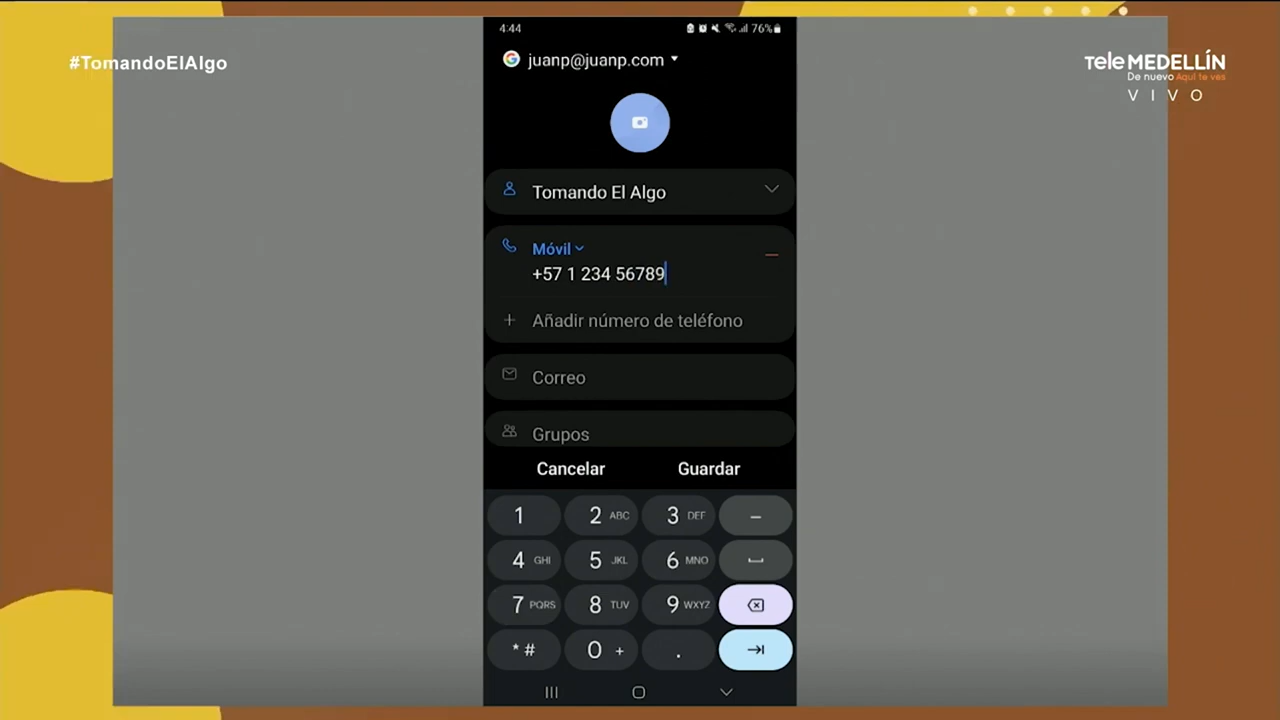 #TomandoElAlgo
Tele MEDELLÍN
De nuevo Aquí te ves
VIVO
4:44
76%
juanp@juanp.com
Tomando El Algo
Móvil
+57 1 234 56789
Añadir número de teléfono
Correo
Grupos
Cancelar Guardar
1 2 ABC 3 DEF –
4 GHI 5 JKL 6 MNO
7 PQRS 8 TUV 9 WXYZ
* # 0 + .